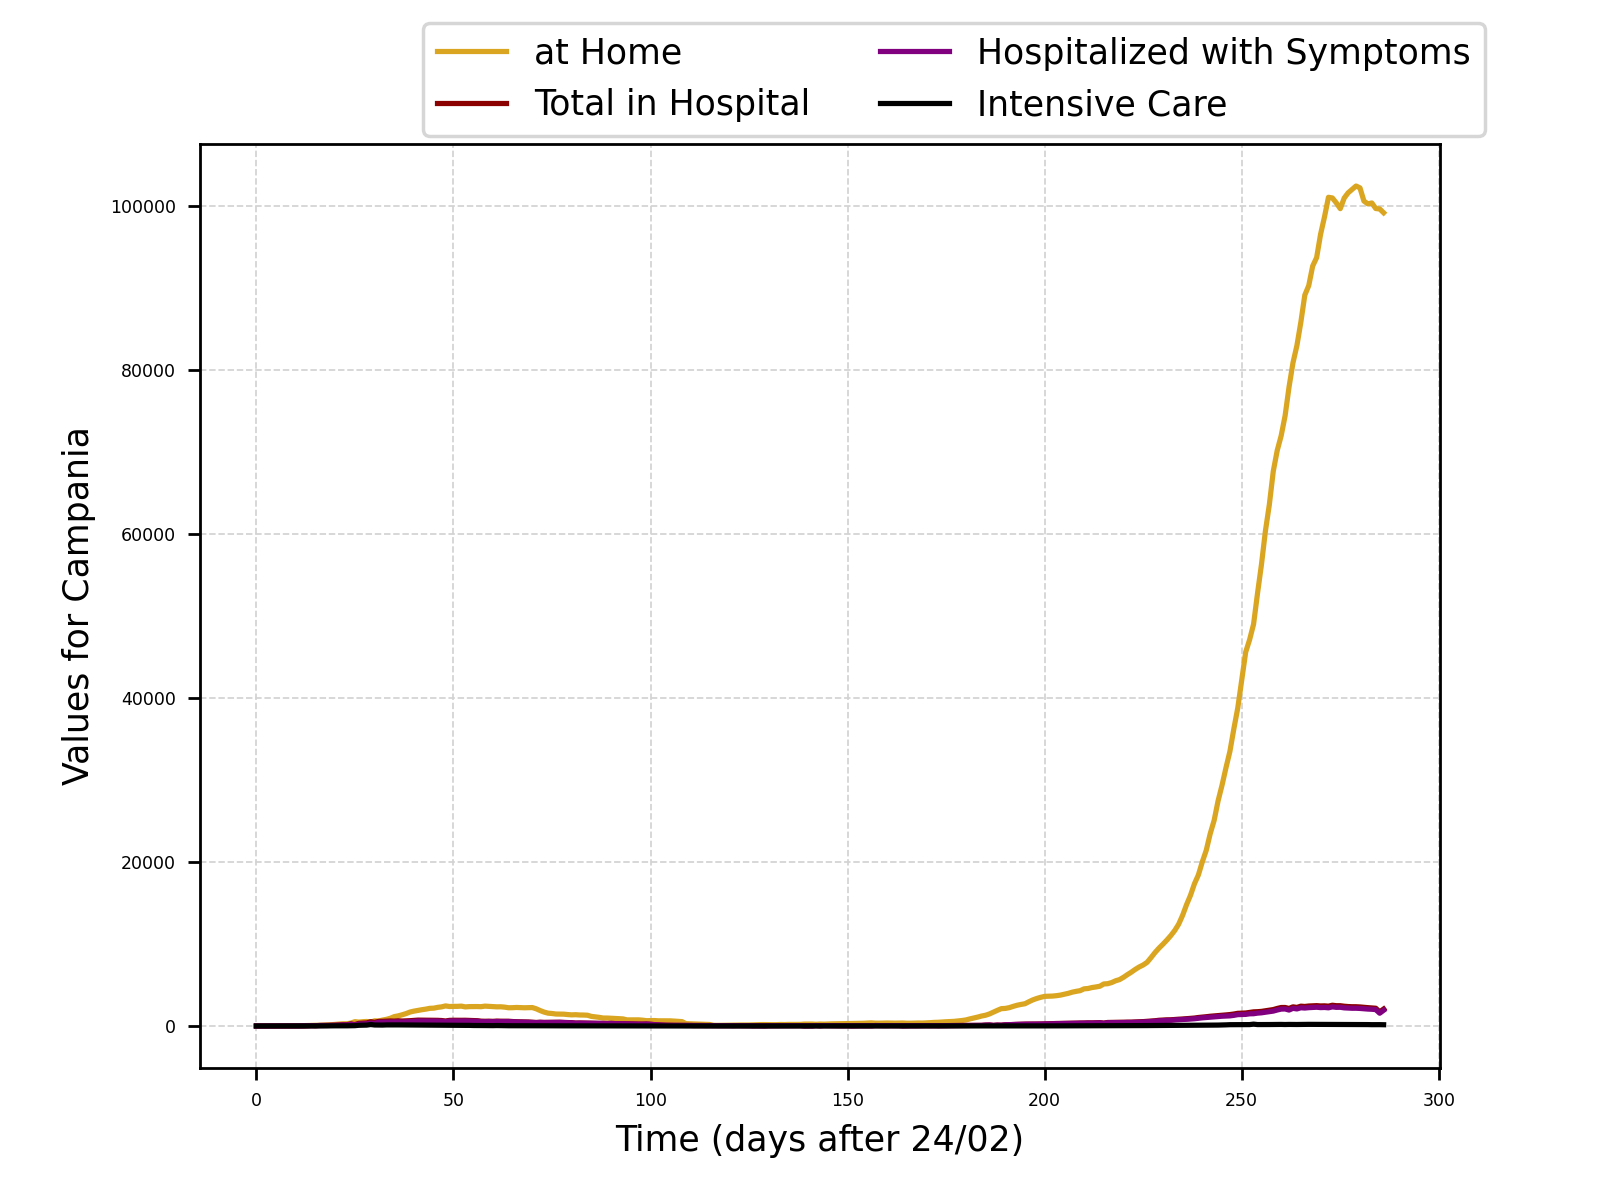 at Home
Total in Hospital
Hospitalized with Symptoms
Intensive Care
Values for Campania
100000
80000
60000
40000
20000
0
0 50 100 150 200 250 300
Time (days after 24/02)